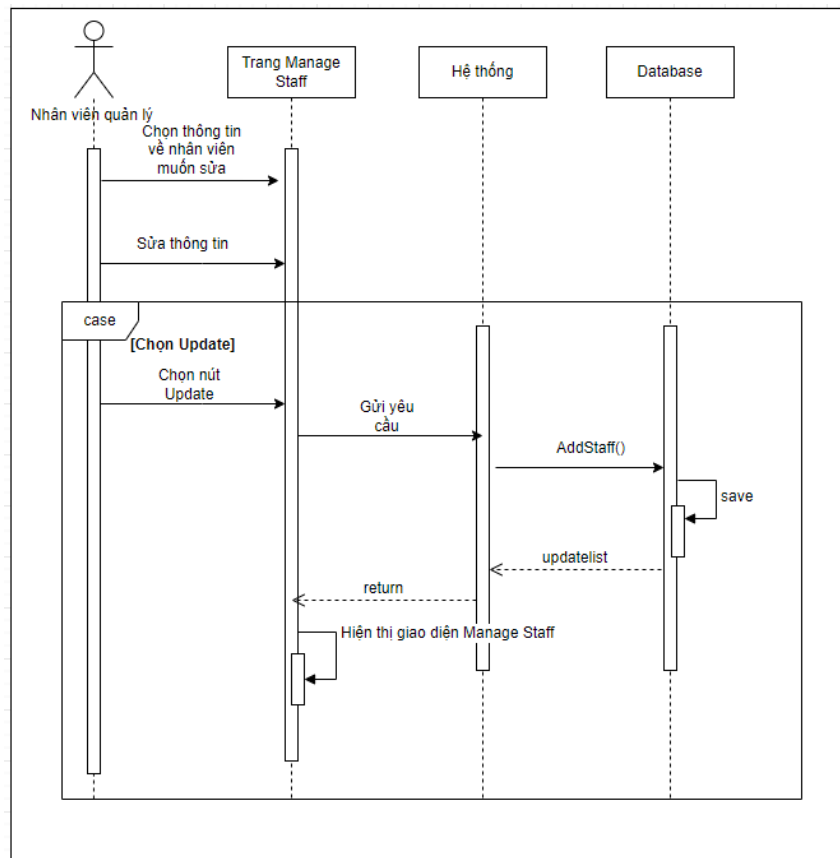 Trang Manage
Staff
Hệ thống
Database
Nhân viên quản lý
Chọn thông tin
về nhân viên
muốn sửa
Sửa thông tin
case
[Chọn Update]
Chọn nút
Update
Gửi yêu
cầu
AddStaff()
save
updatelist
return
Hiện thị giao diện Manage Staff